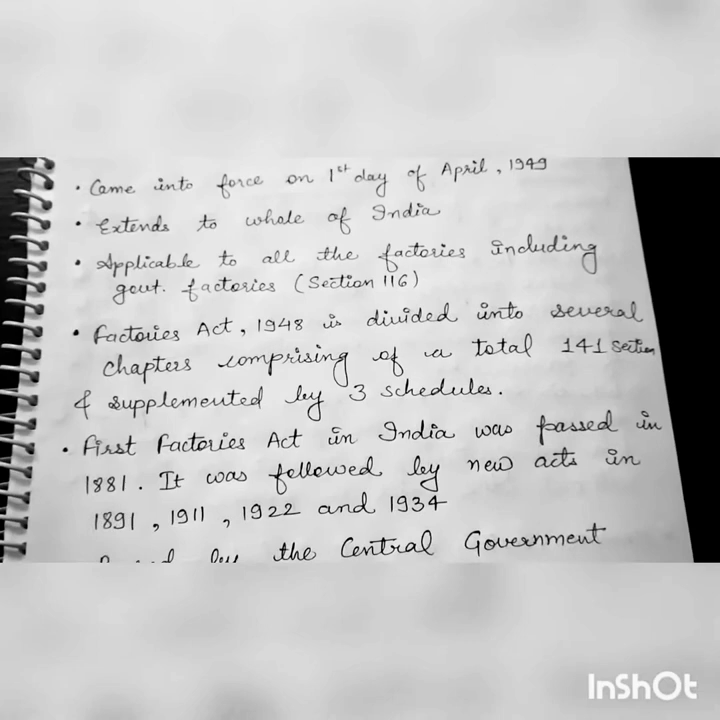 • Came into force on 1st day of April, 1949
• Extends to whole of India
• Applicable to all the factories including
govt. factories (Section 116)
• Factories Act, 1948 is divided into several
chapters comprising of a total 141 section
& supplemented by 3 schedules.
• First Factories Act in India was passed in
1881. It was followed by new acts in
1891, 1911, 1922 and 1934
by the Central Government
InShOt